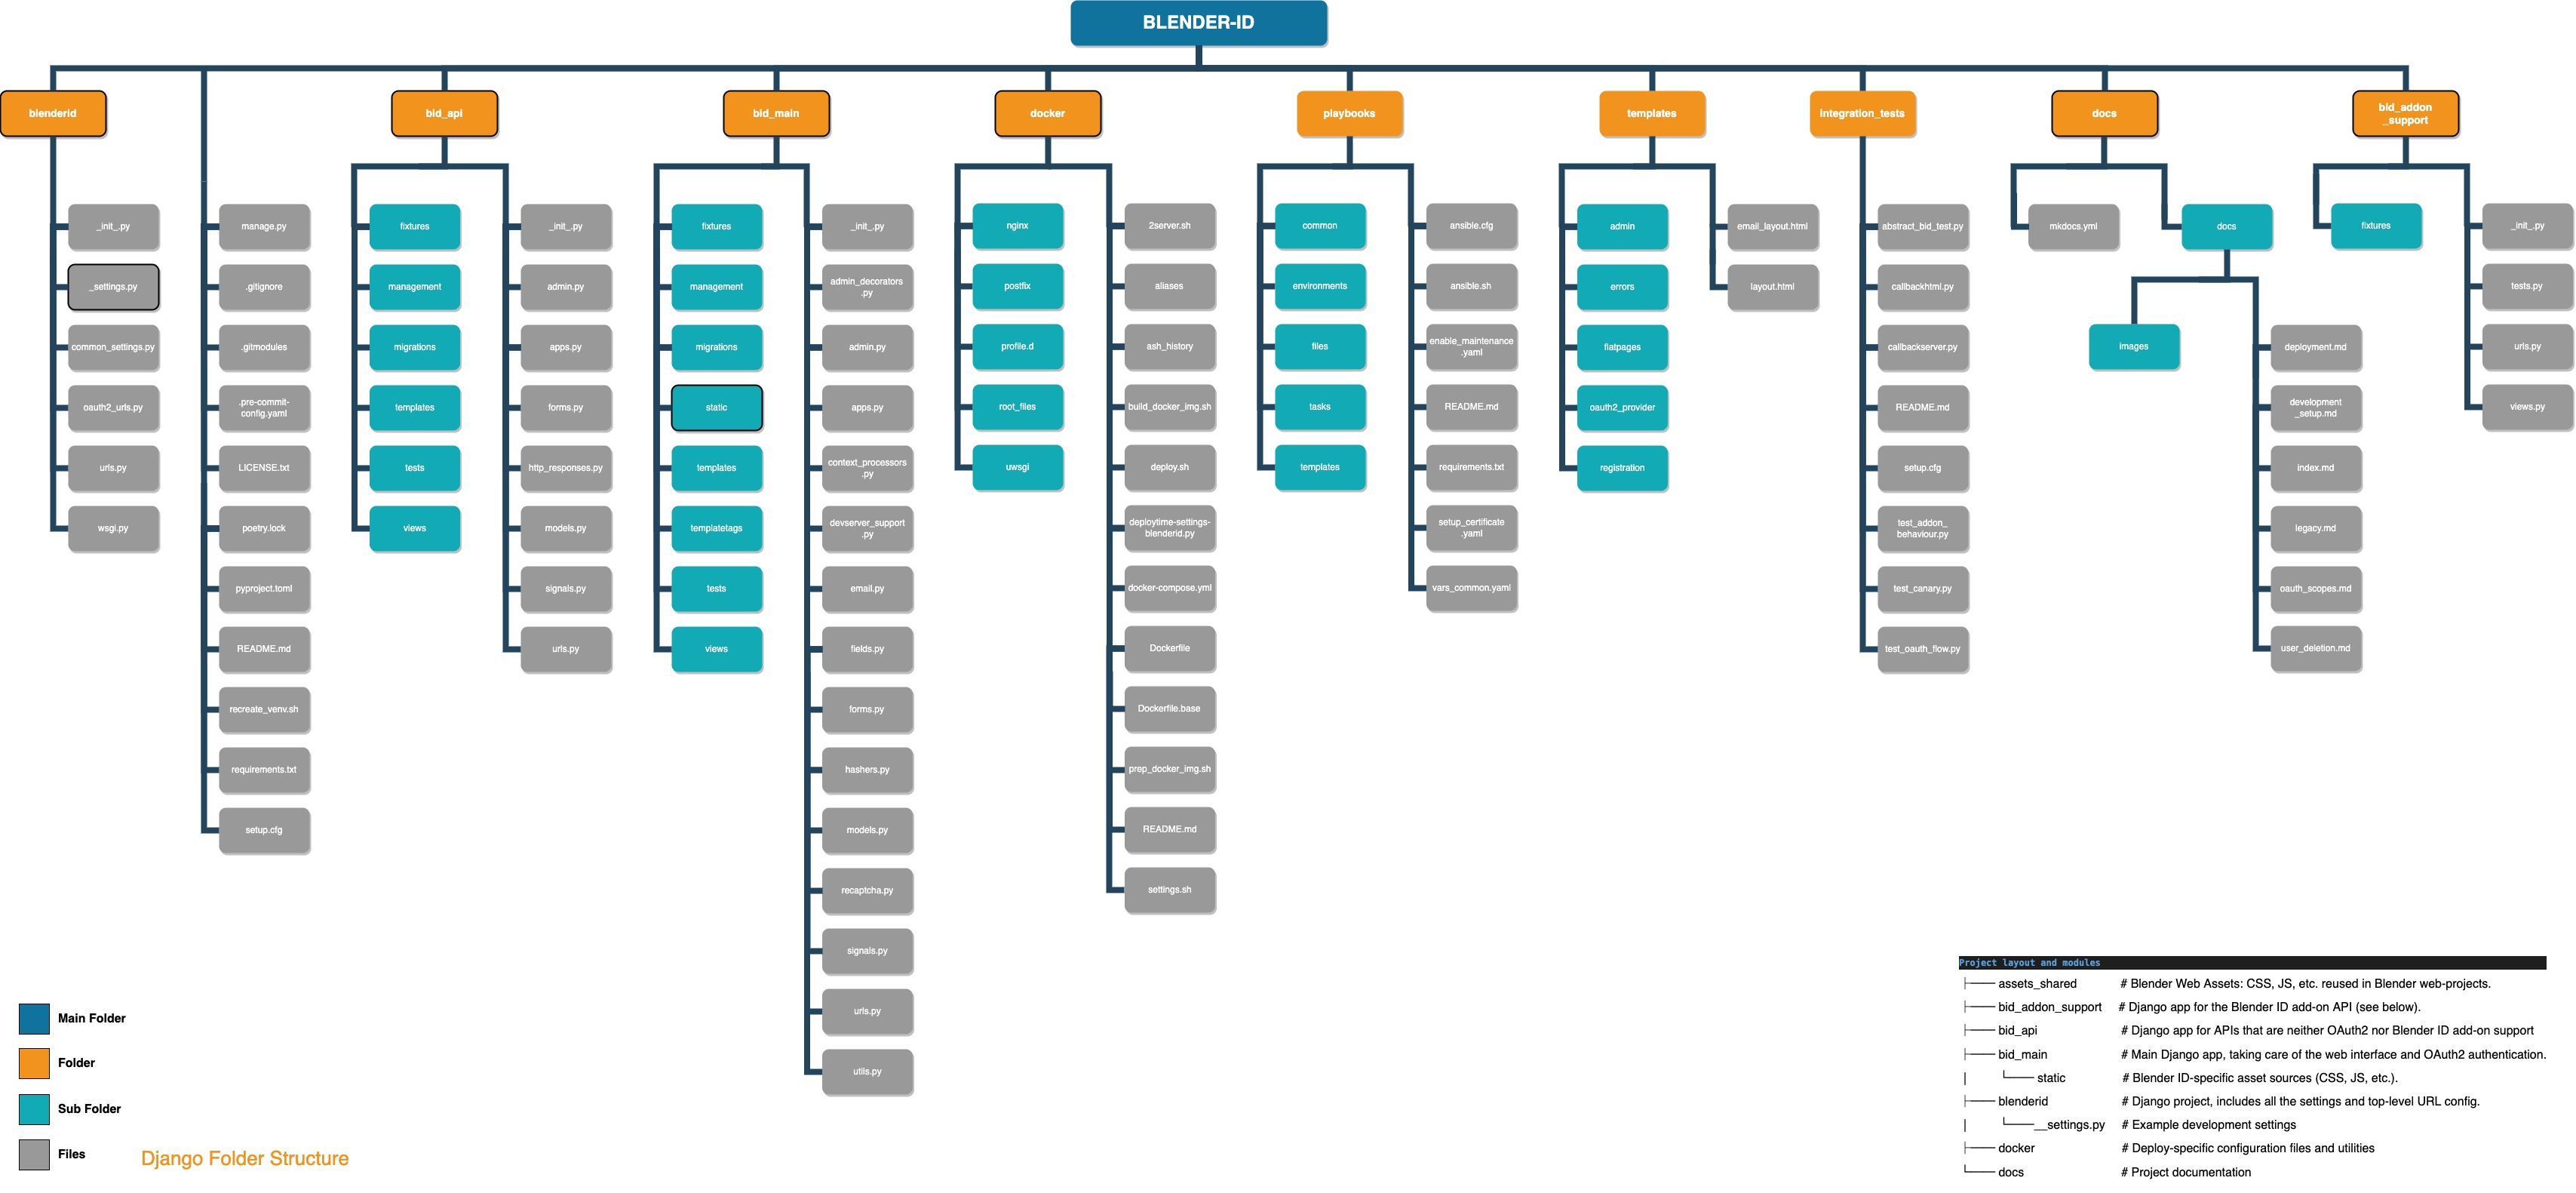 BLENDER-ID
blenderid
bid_api
bid_main
docker
playbooks
templates
integration_tests
docs
bid_addon
_support
_init_.py
_settings.py
common_settings.py
oauth2_urls.py
urls.py
wsgi.py
manage.py
.gitignore
.gitmodules
.pre-commit-
config.yaml
LICENSE.txt
poetry.lock
pyproject.toml
README.md
recreate_venv.sh
requirements.txt
setup.cfg
fixtures
management
migrations
templates
tests
views
_init_.py
admin.py
apps.py
forms.py
http_responses.py
models.py
signals.py
urls.py
fixtures
management
migrations
static
templates
templatetags
tests
views
_init_.py
admin_decorators
.py
admin.py
apps.py
context_processors
.py
devserver_support
.py
email.py
fields.py
forms.py
hashers.py
models.py
recaptcha.py
signals.py
urls.py
utils.py
nginx
postfix
profile.d
root_files
uwsgi
2server.sh
aliases
ash_history
build_docker_img.sh
deploy.sh
deploytime-settings-
blenderid.py
docker-compose.yml
Dockerfile
Dockerfile.base
prep_docker_img.sh
README.md
settings.sh
common
environments
files
tasks
templates
ansible.cfg
ansible.sh
enable_maintenance
.yaml
README.md
requirements.txt
setup_certificate
.yaml
vars_common.yaml
admin
errors
flatpages
oauth2_provider
registration
email_layout.html
layout.html
abstract_bid_test.py
callbackhtml.py
callbackserver.py
README.md
setup.cfg
test_addon_
behaviour.py
test_canary.py
test_oauth_flow.py
mkdocs.yml
docs
images
deployment.md
development
_setup.md
index.md
legacy.md
oauth_scopes.md
user_deletion.md
fixtures
_init_.py
tests.py
urls.py
views.py
Main Folder
Folder
Sub Folder
Files
Django Folder Structure
Project layout and modules
├── assets_shared # Blender Web Assets: CSS, JS, etc. reused in Blender web-projects.
├── bid_addon_support # Django app for the Blender ID add-on API (see below).
├── bid_api # Django app for APIs that are neither OAuth2 nor Blender ID add-on support
├── bid_main # Main Django app, taking care of the web interface and OAuth2 authentication.
| └── static # Blender ID-specific asset sources (CSS, JS, etc.).
├── blenderid # Django project, includes all the settings and top-level URL config.
| └──__settings.py # Example development settings
├── docker # Deploy-specific configuration files and utilities
└── docs # Project documentation